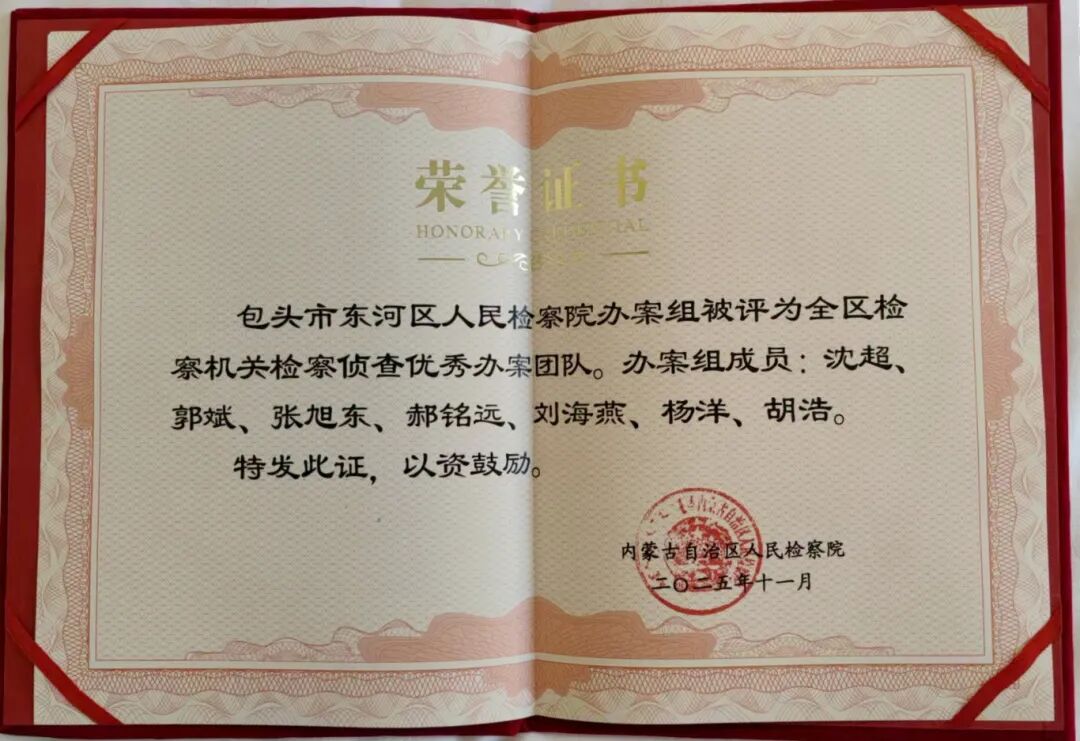 荣誉证书
HONORARY CREDENTIAL
包头市东河区人民检察院办案组被评为全区检
察机关检察侦查优秀办案团队。办案组成员：沈超、
郭斌、张旭东、郝铭远、刘海燕、杨洋、胡浩。
特发此证，以资鼓励。
内蒙古自治区人民检察院
二〇二五年十一月